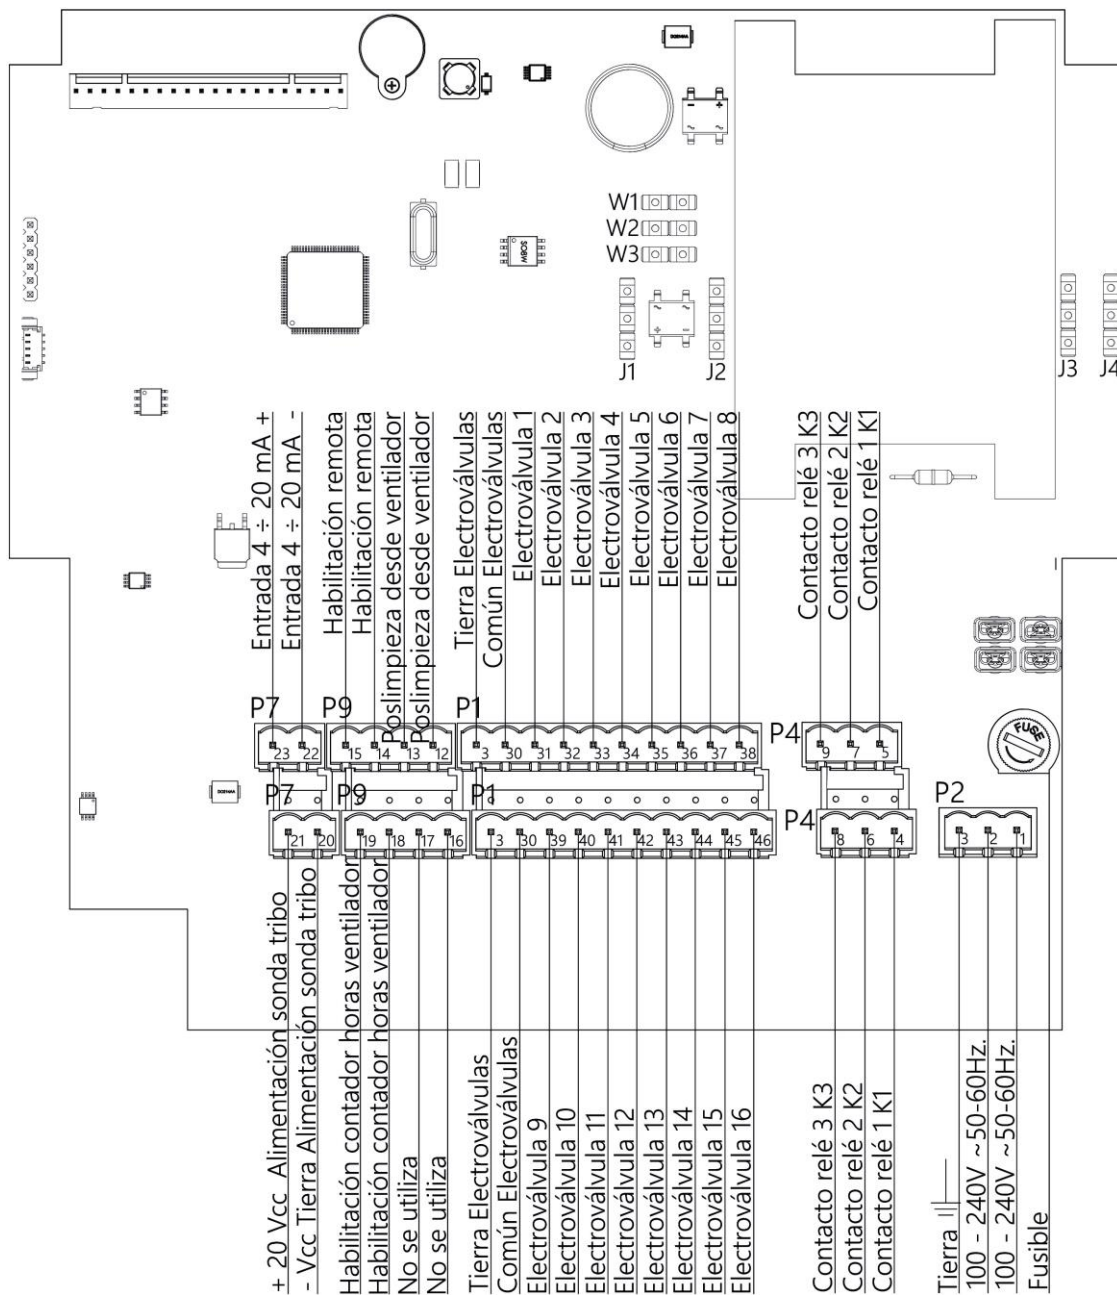 W1
W2
W3
J1
J2
J3
J4
SO8W
- +
~ ~
~ ~
+ -
Entrada 4 ÷ 20 mA +
Entrada 4 ÷ 20 mA -
Habilitación remota
Habilitación remota
Poslimpieza desde ventilador
Poslimpieza desde ventilador
Tierra Electroválvulas
Común Electroválvulas
Electroválvula 1
Electroválvula 2
Electroválvula 3
Electroválvula 4
Electroválvula 5
Electroválvula 6
Electroválvula 7
Electroválvula 8
Contacto relé 3 K3
Contacto relé 2 K2
Contacto relé 1 K1
FUSE
P7
23 22
P9
15 14 13 12
P1
3 30 31 32 33 34 35 36 37 38
P4
9 7 5
P7
21 20
P9
19 18 17 16
P1
3 30 39 40 41 42 43 44 45 46
P4
8 6 4
P2
3 2 1
+ 20 Vcc Alimentación sonda tribo
- Vcc Tierra Alimentación sonda tribo
Habilitación contador horas ventilador
Habilitación contador horas ventilador
No se utiliza
No se utiliza
Tierra Electroválvulas
Común Electroválvulas
Electroválvula 9
Electroválvula 10
Electroválvula 11
Electroválvula 12
Electroválvula 13
Electroválvula 14
Electroválvula 15
Electroválvula 16
Contacto relé 3 K3
Contacto relé 2 K2
Contacto relé 1 K1
Tierra
100 - 240V ~50-60Hz.
100 - 240V ~50-60Hz.
Fusible